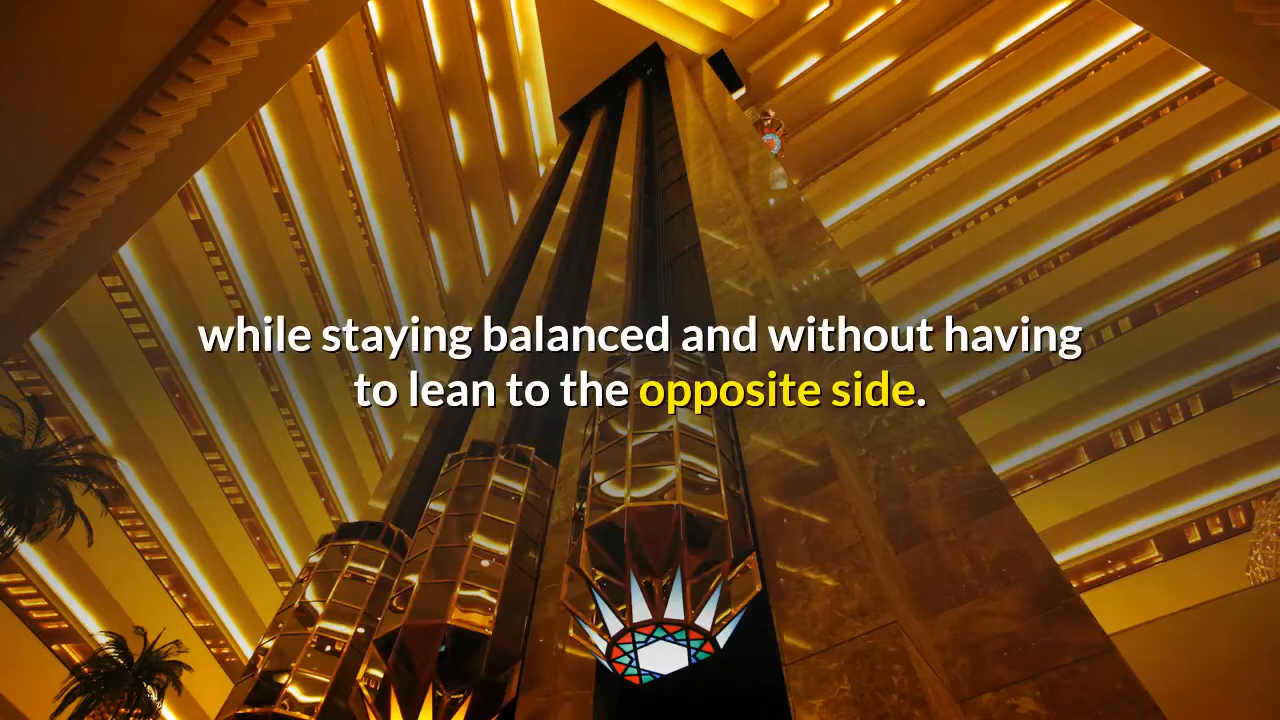 while staying balanced and without having
to lean to the opposite side.